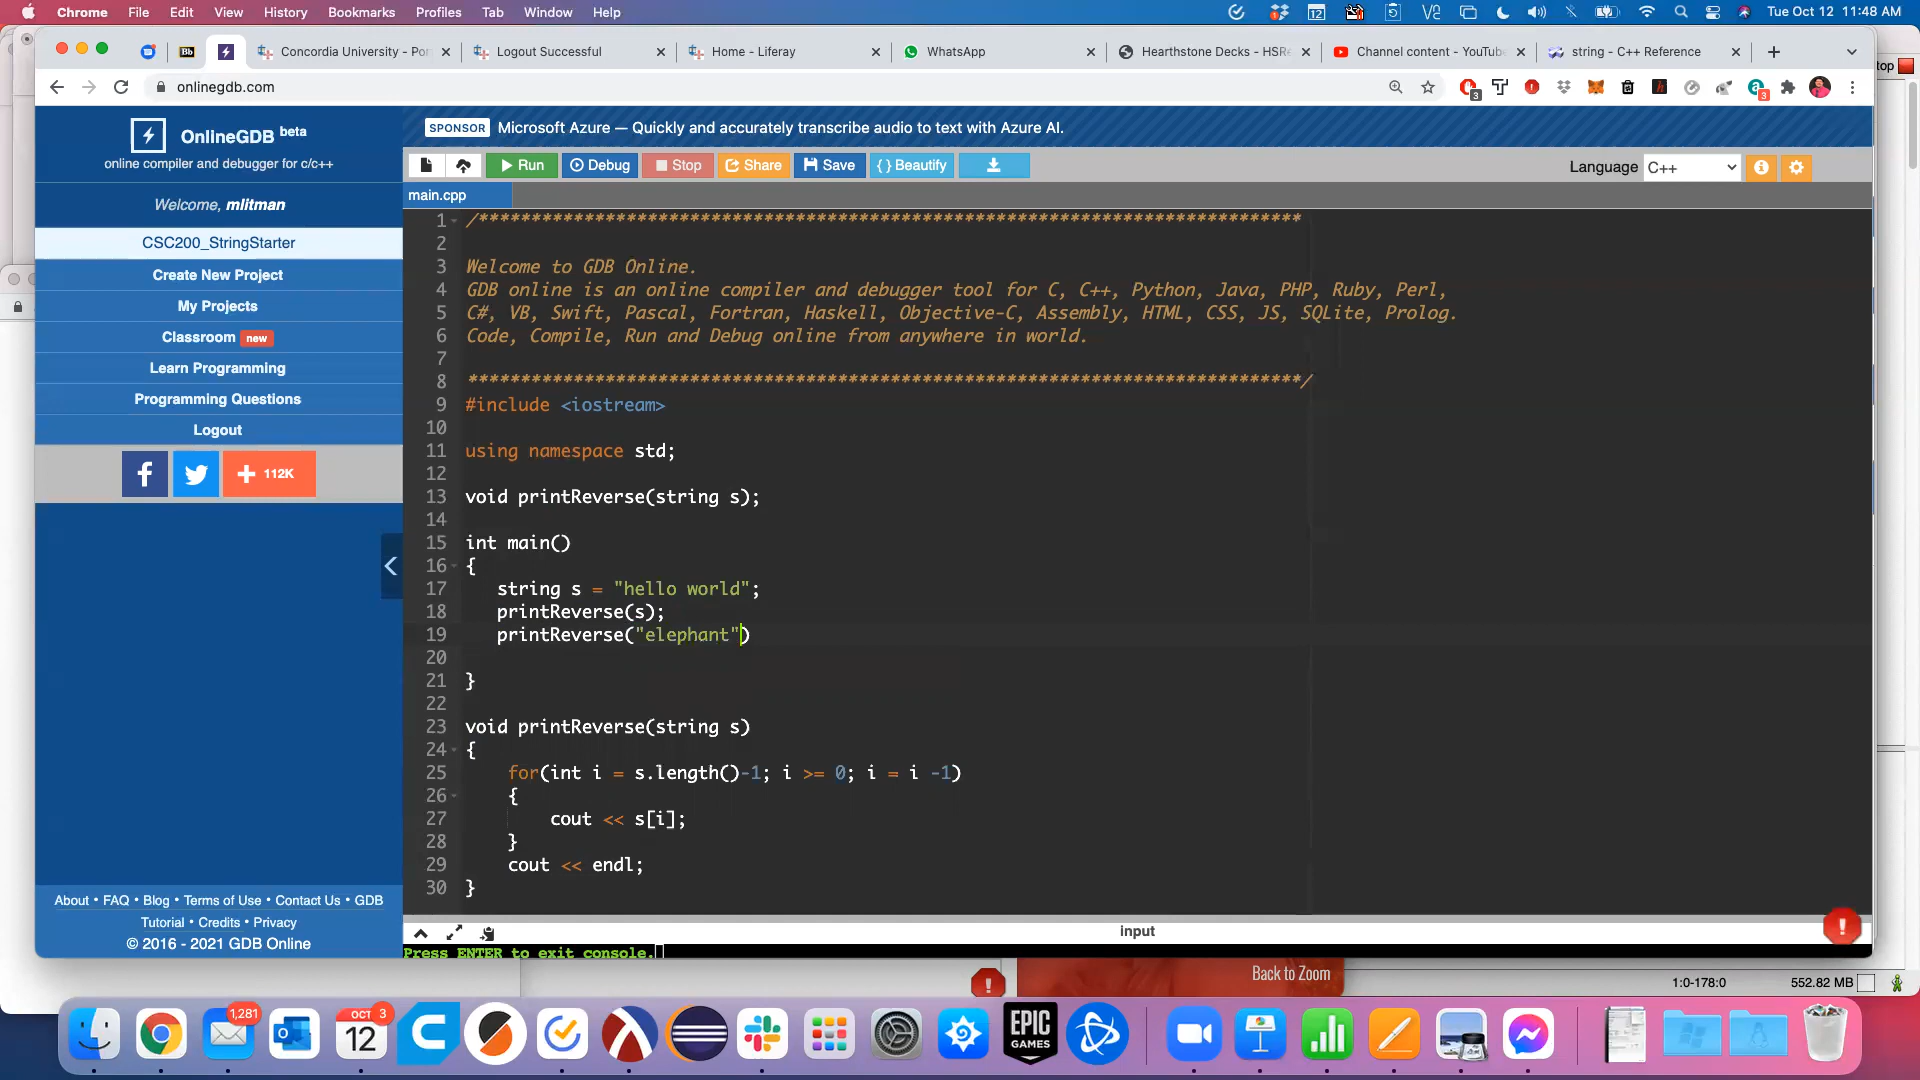 Chrome File Edit View History Bookmarks Profiles Tab Window Help
12
Tue Oct 12 11:48 AM
Bb
Concordia University - Por
Logout Successful
Home - Liferay
WhatsApp
Hearthstone Decks - HSRe
Channel content - YouTube
string - C++ Reference
top
onlinegdb.com
3
3
OnlineGDB beta
online compiler and debugger for c/c++
SPONSOR Microsoft Azure — Quickly and accurately transcribe audio to text with Azure AI.
Run Debug Stop Share Save { } Beautify
Language C++
Welcome, mlitman
main.cpp
CSC200_StringStarter
Create New Project
My Projects
Classroom new
Learn Programming
Programming Questions
Logout
112K
1 /******************************************************************************
2
3 Welcome to GDB Online.
4 GDB online is an online compiler and debugger tool for C, C++, Python, Java, PHP, Ruby, Perl,
5 C#, VB, Swift, Pascal, Fortran, Haskell, Objective-C, Assembly, HTML, CSS, JS, SQLite, Prolog.
6 Code, Compile, Run and Debug online from anywhere in world.
7
8 *******************************************************************************/
9 #include <iostream>
10
11 using namespace std;
12
13 void printReverse(string s);
14
15 int main()
16 {
17 string s = "hello world";
18 printReverse(s);
19 printReverse("elephant")
20
21 }
22
23 void printReverse(string s)
24 {
25 for(int i = s.length()-1; i >= 0; i = i -1)
26 {
27 cout << s[i];
28 }
29 cout << endl;
30 }
About • FAQ • Blog • Terms of Use • Contact Us • GDB
Tutorial • Credits • Privacy
© 2016 - 2021 GDB Online
input
Press ENTER to exit console.
Back to Zoom
1:0-178:0
552.82 MB
1,281
OCT
12
3
EPIC
GAMES